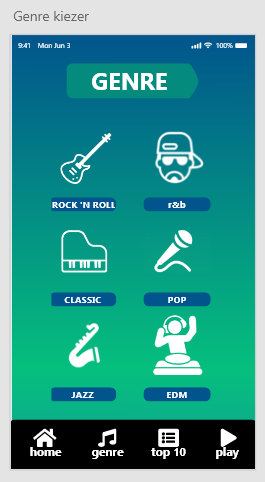 Genre kiezer
9:41 Mon Jun 3 100%
GENRE
ROCK 'N ROLL r&b
CLASSIC POP
JAZZ EDM
home genre top 10 play